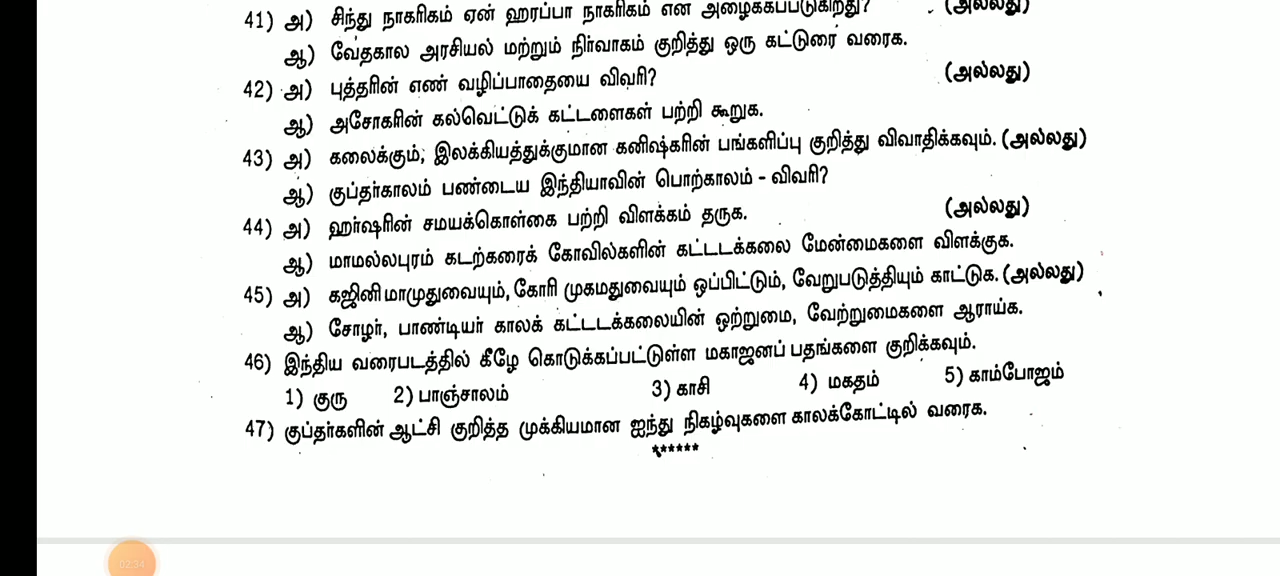 41) அ) சிந்து நாகரிகம் ஏன் ஹரப்பா நாகரிகம் என அழைக்கப்படுகிறது? (அல்லது)
ஆ) வேதகால அரசியல் மற்றும் நிர்வாகம் குறித்து ஒரு கட்டுரை வரைக.
42) அ) புத்தரின் எண் வழிப்பாதையை விவரி? (அல்லது)
ஆ) அசோகரின் கல்வெட்டுக் கட்டளைகள் பற்றி கூறுக.
43) அ) கலைக்கும், இலக்கியத்துக்குமான கனிஷ்கரின் பங்களிப்பு குறித்து விவாதிக்கவும். (அல்லது)
ஆ) குப்தர்காலம் பண்டைய இந்தியாவின் பொற்காலம் - விவரி?
44) அ) ஹர்ஷரின் சமயக்கொள்கை பற்றி விளக்கம் தருக. (அல்லது)
ஆ) மாமல்லபுரம் கடற்கரைக் கோவில்களின் கட்டடக்கலை மேன்மைகளை விளக்குக.
45) அ) கஜினி மாமுதுவையும், கோரி முகமதுவையும் ஒப்பிட்டும், வேறுபடுத்தியும் காட்டுக. (அல்லது)
ஆ) சோழர், பாண்டியர் காலக் கட்டடக்கலையின் ஒற்றுமை, வேற்றுமைகளை ஆராய்க.
46) இந்திய வரைபடத்தில் கீழே கொடுக்கப்பட்டுள்ள மகாஜனப் பதங்களை குறிக்கவும்.
1) குரு 2) பாஞ்சாலம் 3) காசி 4) மகதம் 5) காம்போஜம்
47) குப்தர்களின் ஆட்சி குறித்த முக்கியமான ஐந்து நிகழ்வுகளை காலக்கோட்டில் வரைக.
******
02:34